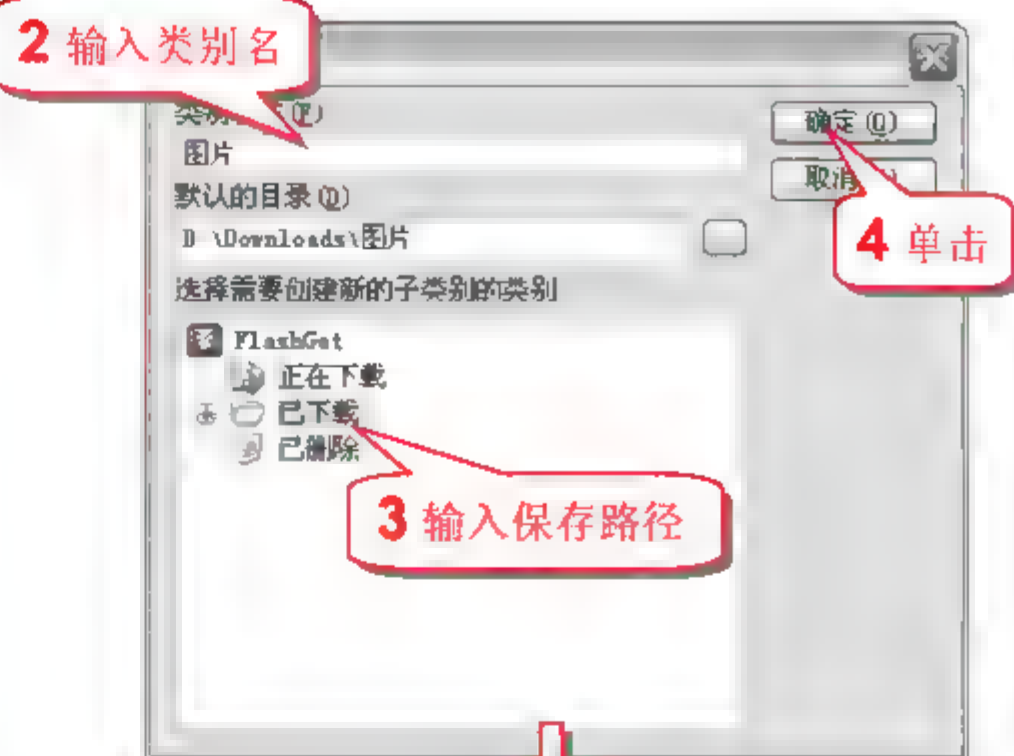 2 输入类别名
图片
确定(O)
默认的目录(D)
D \Downloads\图片
4 单击
选择需要创建新的子类别的类别
FlashGet
正在下载
已下载
已删除
3 输入保存路径